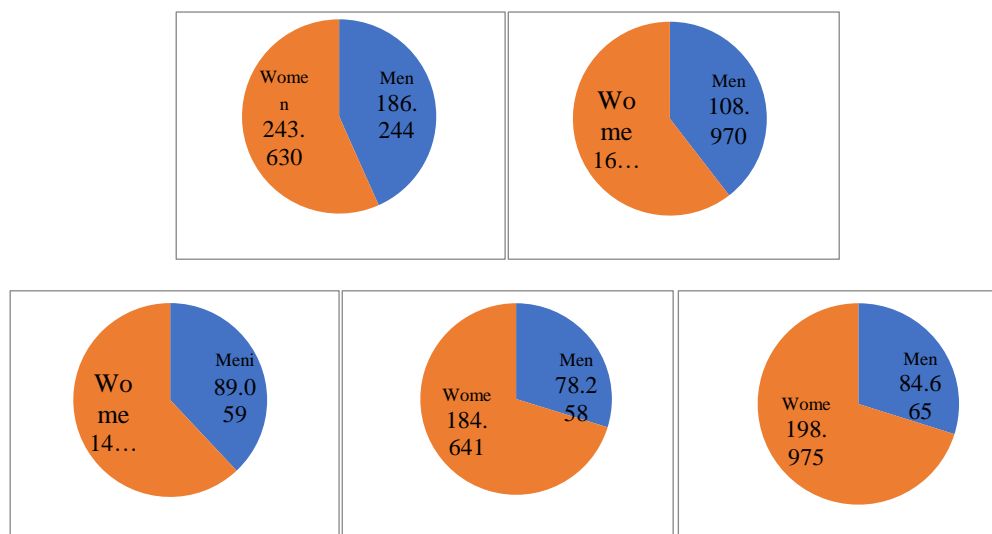 Wome
n
243.
630
Men
186.
244
Wo
me
16…
Men
108.
970
Wo
me
14…
Meni
89.0
59
Wome
184.
641
Men
78.2
58
Wome
198.
975
Men
84.6
65